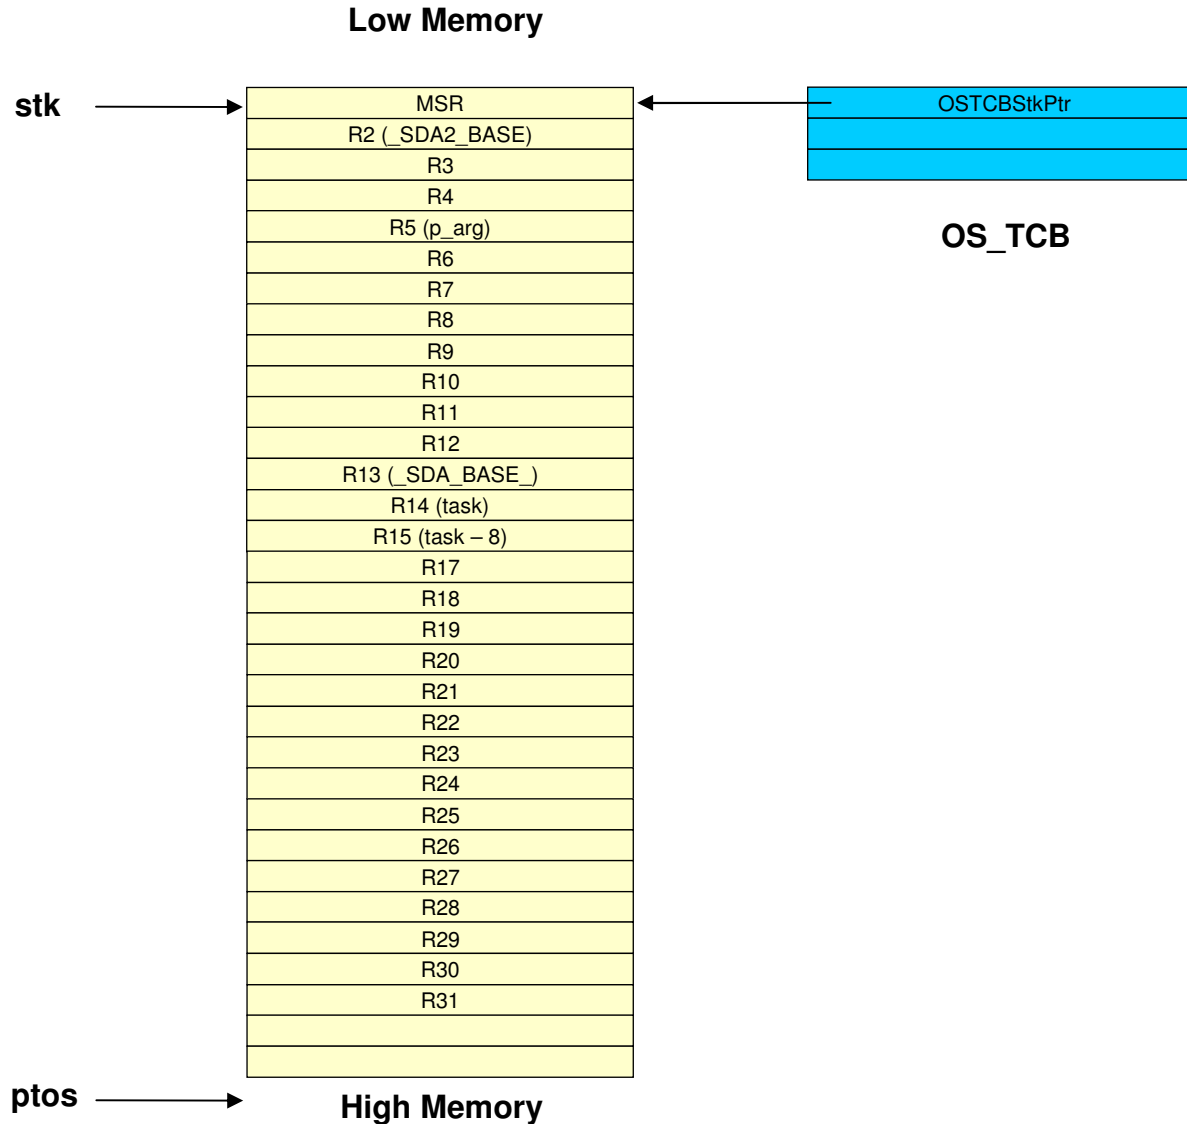 Low Memory
stk
MSR
OSTCBStkPtr
R2 (_SDA2_BASE)
R3
R4
R5 (p_arg)
OS_TCB
R6
R7
R8
R9
R10
R11
R12
R13 (_SDA_BASE_)
R14 (task)
R15 (task – 8)
R17
R18
R19
R20
R21
R22
R23
R24
R25
R26
R27
R28
R29
R30
R31
ptos
High Memory